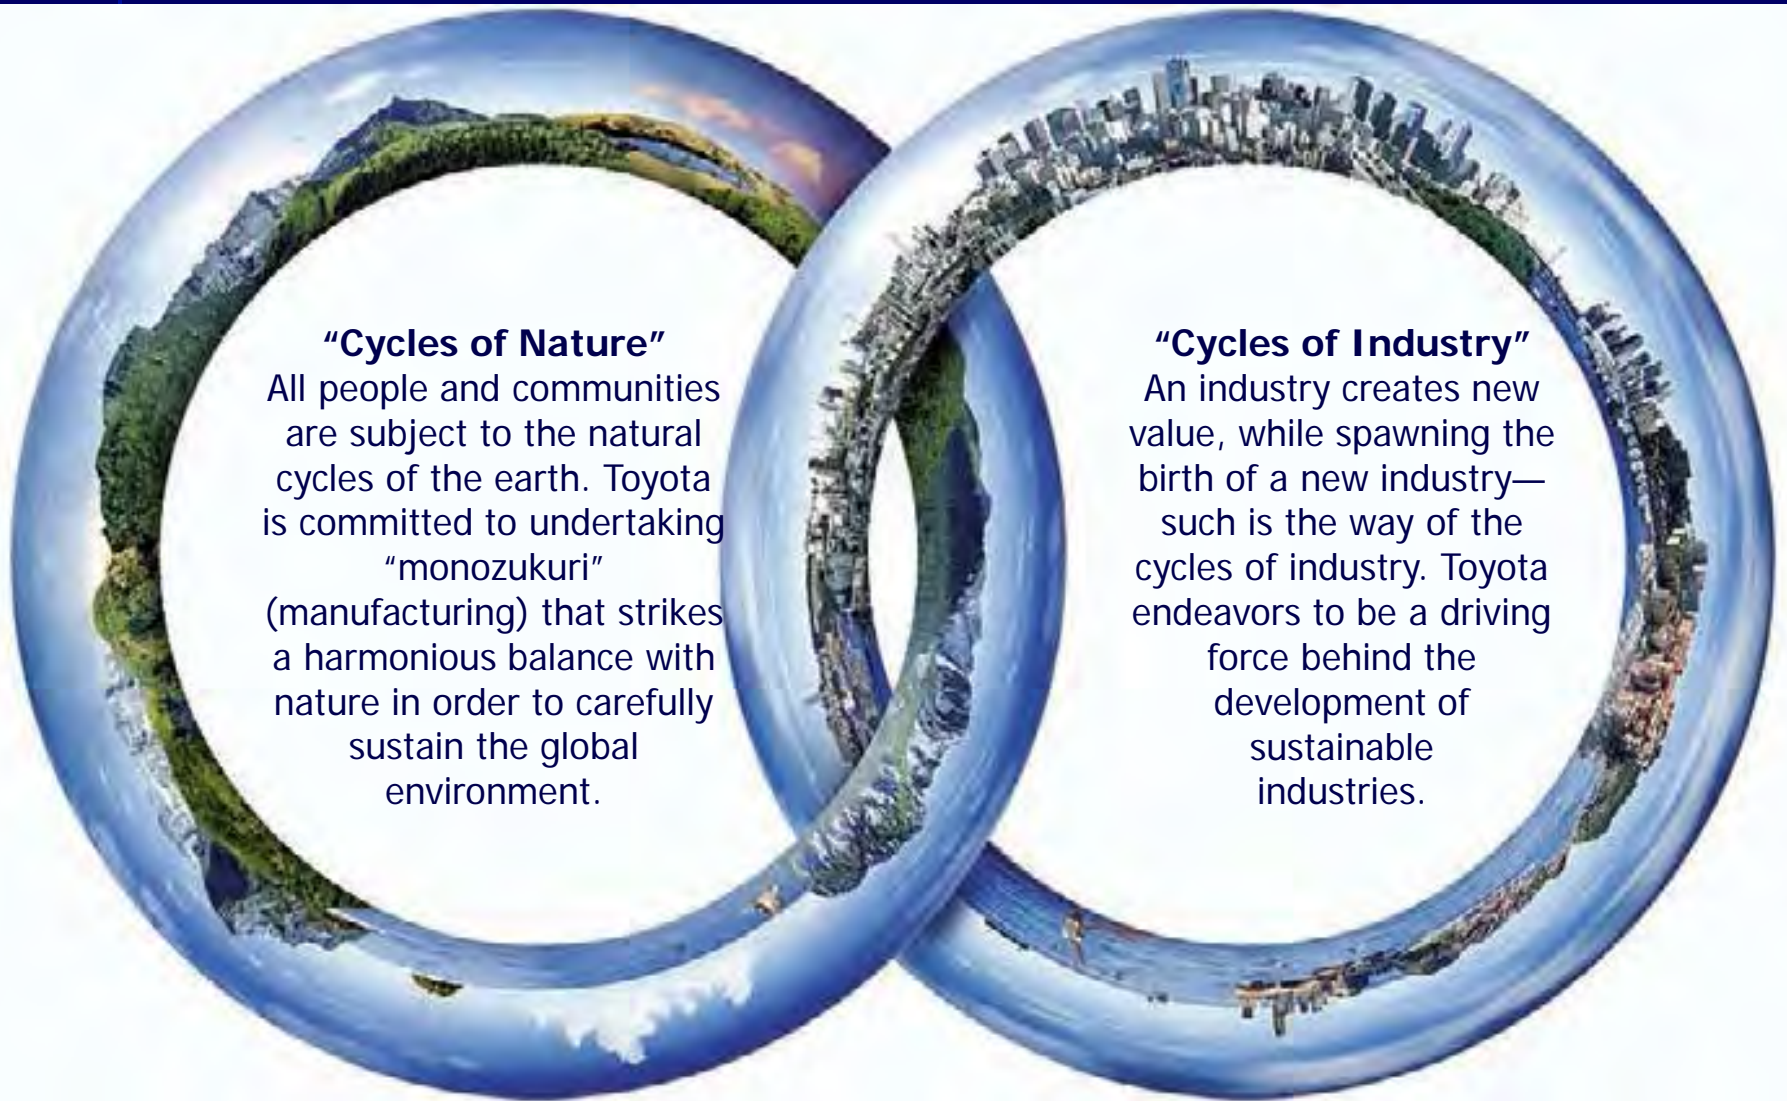 “Cycles of Nature”
All people and communities
are subject to the natural
cycles of the earth. Toyota
is committed to undertaking
“monozukuri”
(manufacturing) that strikes
a harmonious balance with
nature in order to carefully
sustain the global
environment.
“Cycles of Industry”
An industry creates new
value, while spawning the
birth of a new industry—
such is the way of the
cycles of industry. Toyota
endeavors to be a driving
force behind the
development of
sustainable
industries.